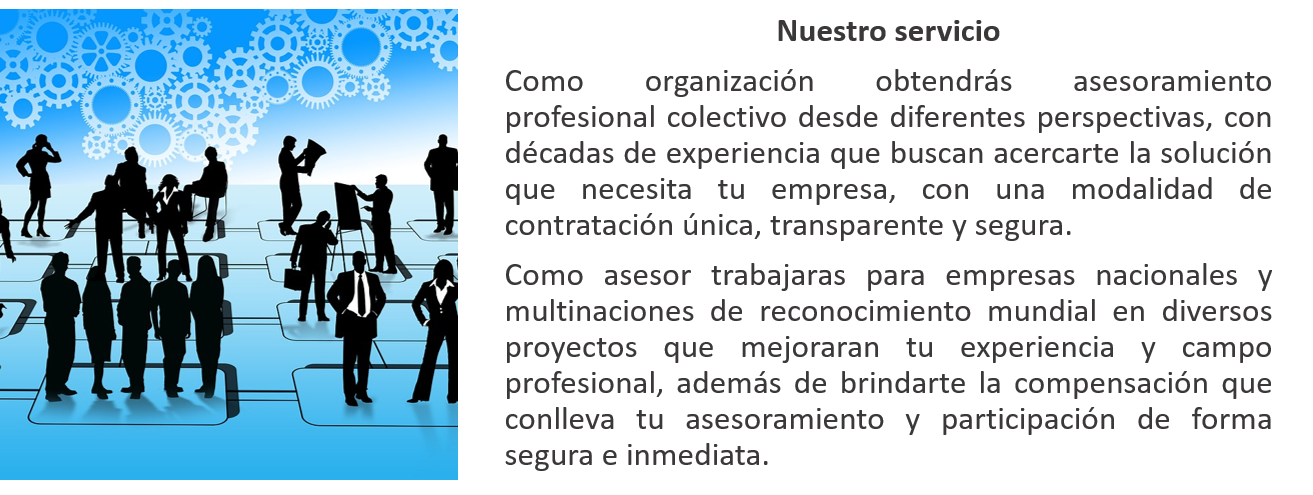 Nuestro servicio
Como organización obtendrás asesoramiento
profesional colectivo desde diferentes perspectivas, con
décadas de experiencia que buscan acercarte la solución
que necesita tu empresa, con una modalidad de
contratación única, transparente y segura.
Como asesor trabajaras para empresas nacionales y
multinaciones de reconocimiento mundial en diversos
proyectos que mejoraran tu experiencia y campo
profesional, además de brindarte la compensación que
conlleva tu asesoramiento y participación de forma
segura e inmediata.